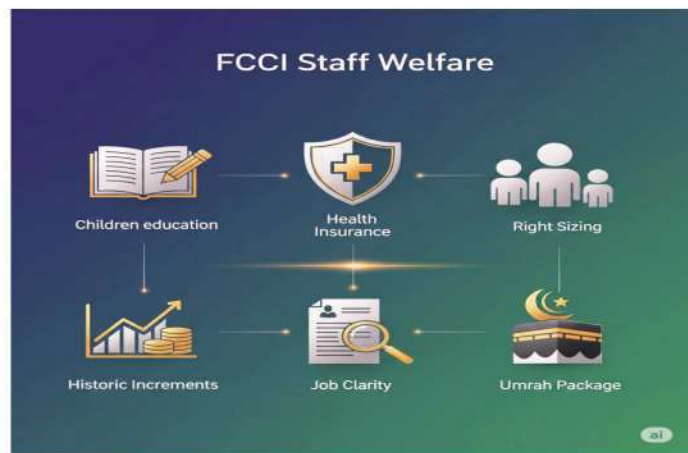 FCCI Staff Welfare
Children education
Health
Insurance
Right Sizing
Historic Increments
Job Clarity
Umrah Package
ai